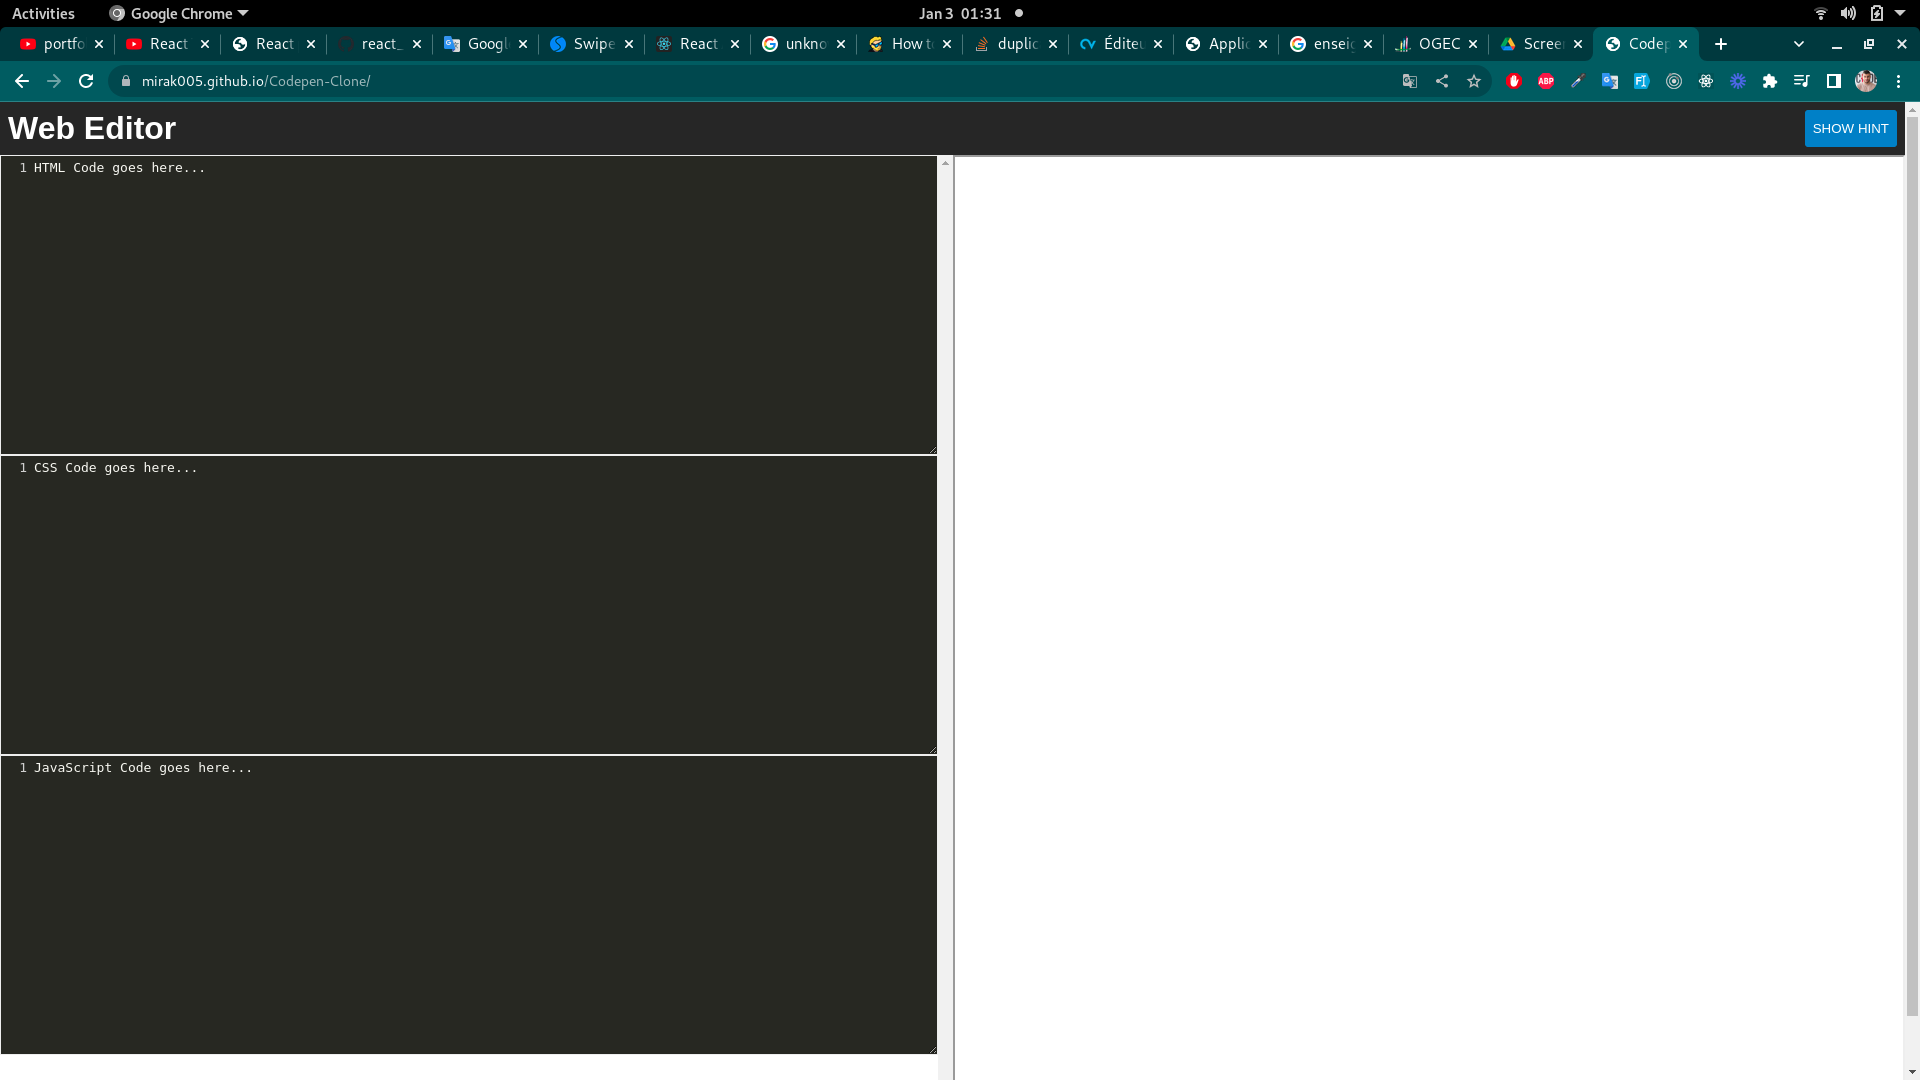 Activities Google Chrome Jan 3 01:31
portfo React React react_ Googl Swipe React unkno How to duplic Éditeu Applic enseig OGEC Screen Codep
mirak005.github.io/Codepen-Clone/ ABP
Web Editor SHOW HINT
1 HTML Code goes here...
1 CSS Code goes here...
1 JavaScript Code goes here...